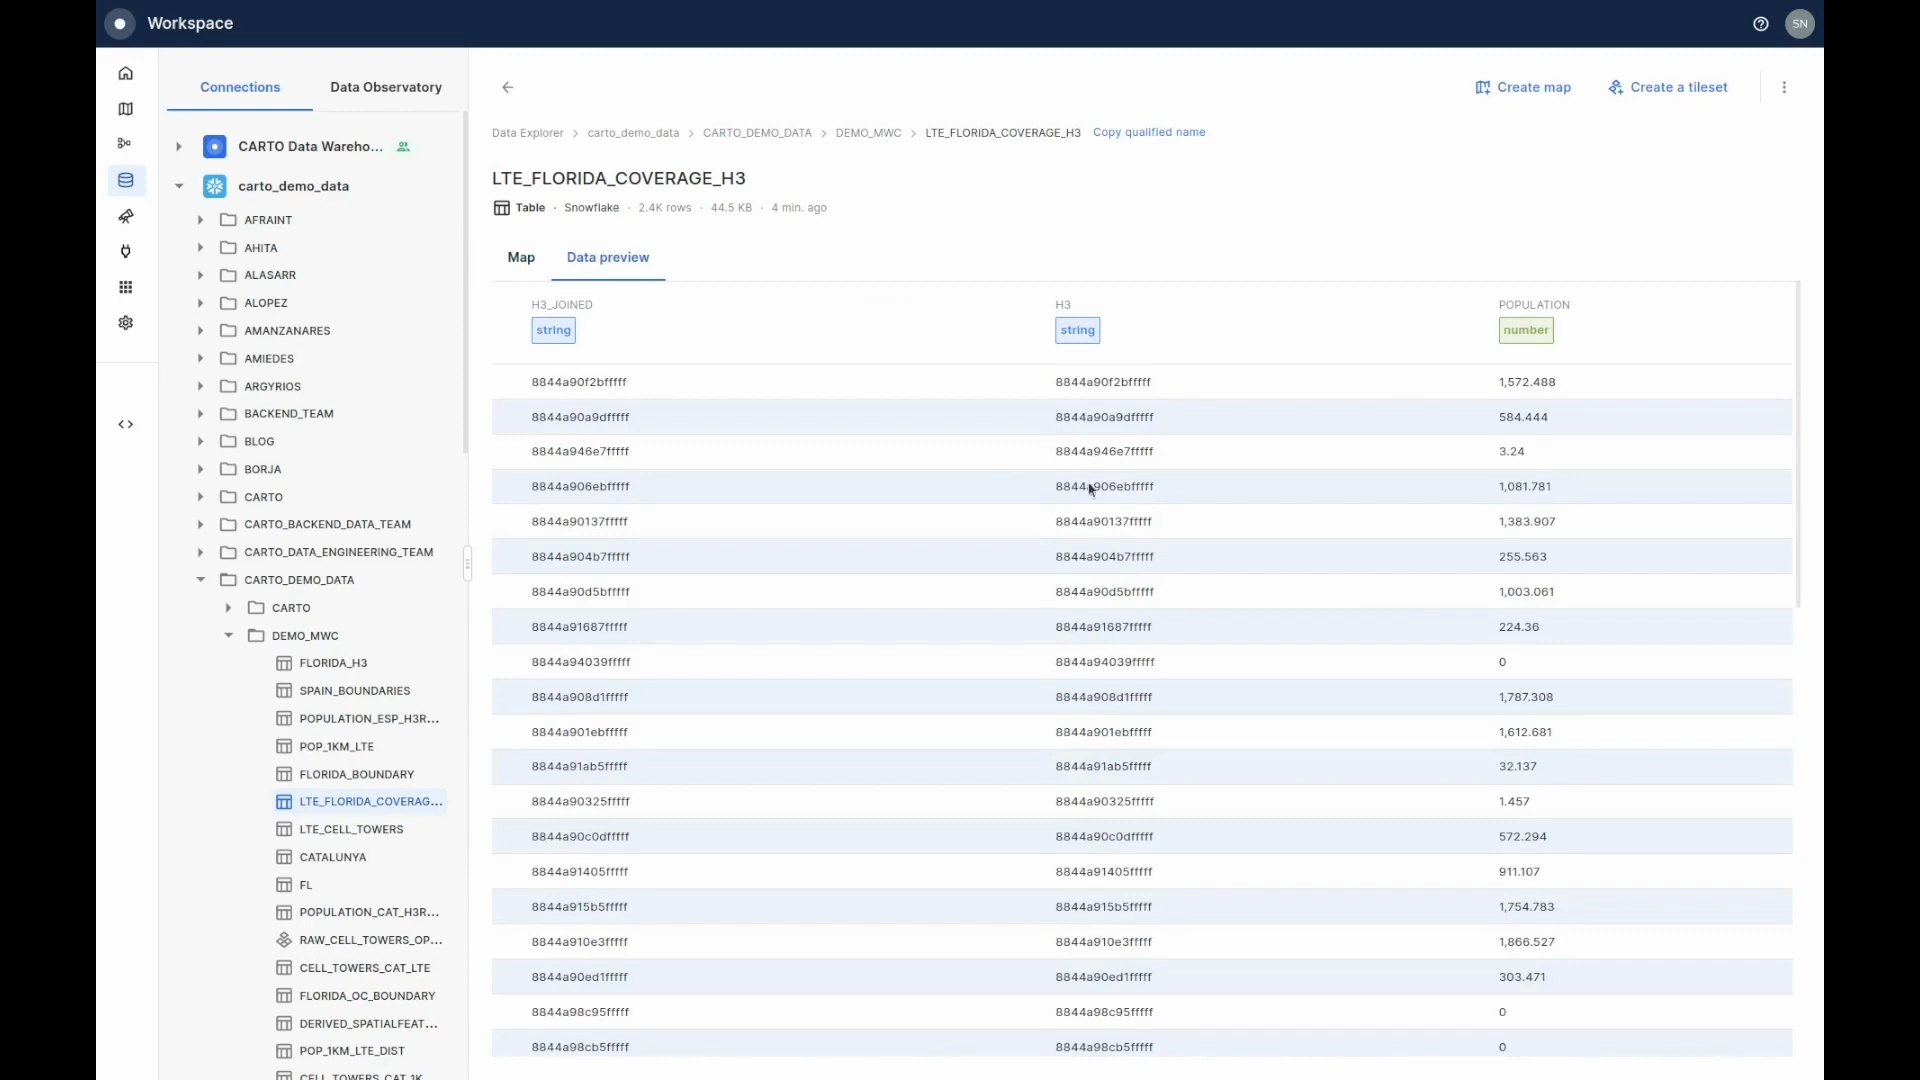 Workspace
SN
Connections
Data Observatory
Create map
Create a tileset
Data Explorer > carto_demo_data > CARTO_DEMO_DATA > DEMO_MWC > LTE_FLORIDA_COVERAGE_H3 Copy qualified name
CARTO Data Wareho...
carto_demo_data
AFRAINT
AHITA
ALASARR
ALOPEZ
AMANZANARES
AMIEDES
ARGYRIOS
BACKEND_TEAM
BLOG
BORJA
CARTO
CARTO_BACKEND_DATA_TEAM
CARTO_DATA_ENGINEERING_TEAM
CARTO_DEMO_DATA
CARTO
DEMO_MWC
FLORIDA_H3
SPAIN_BOUNDARIES
POPULATION_ESP_H3R...
POP_1KM_LTE
FLORIDA_BOUNDARY
LTE_FLORIDA_COVERAG...
LTE_CELL_TOWERS
CATALUNYA
FL
POPULATION_CAT_H3R...
RAW_CELL_TOWERS_OP...
CELL_TOWERS_CAT_LTE
FLORIDA_OC_BOUNDARY
DERIVED_SPATIALFEAT...
POP_1KM_LTE_DIST
CELL_TOWERS_CAT_1K
LTE_FLORIDA_COVERAGE_H3
Table · Snowflake · 2.4K rows · 44.5 KB · 4 min. ago
Map
Data preview
H3_JOINED H3 POPULATION
string string number
8844a90f2bfffff 8844a90f2bfffff 1,572.488
8844a90a9dfffff 8844a90a9dfffff 584.444
8844a946e7fffff 8844a946e7fffff 3.24
8844a906ebfffff 8844a906ebfffff 1,081.781
8844a90137fffff 8844a90137fffff 1,383.907
8844a904b7fffff 8844a904b7fffff 255.563
8844a90d5bfffff 8844a90d5bfffff 1,003.061
8844a91687fffff 8844a91687fffff 224.36
8844a94039fffff 8844a94039fffff 0
8844a908d1fffff 8844a908d1fffff 1,787.308
8844a901ebfffff 8844a901ebfffff 1,612.681
8844a91ab5fffff 8844a91ab5fffff 32.137
8844a90325fffff 8844a90325fffff 1.457
8844a90c0dfffff 8844a90c0dfffff 572.294
8844a91405fffff 8844a91405fffff 911.107
8844a915b5fffff 8844a915b5fffff 1,754.783
8844a910e3fffff 8844a910e3fffff 1,866.527
8844a90ed1fffff 8844a90ed1fffff 303.471
8844a98c95fffff 8844a98c95fffff 0
8844a98cb5fffff 8844a98cb5fffff 0